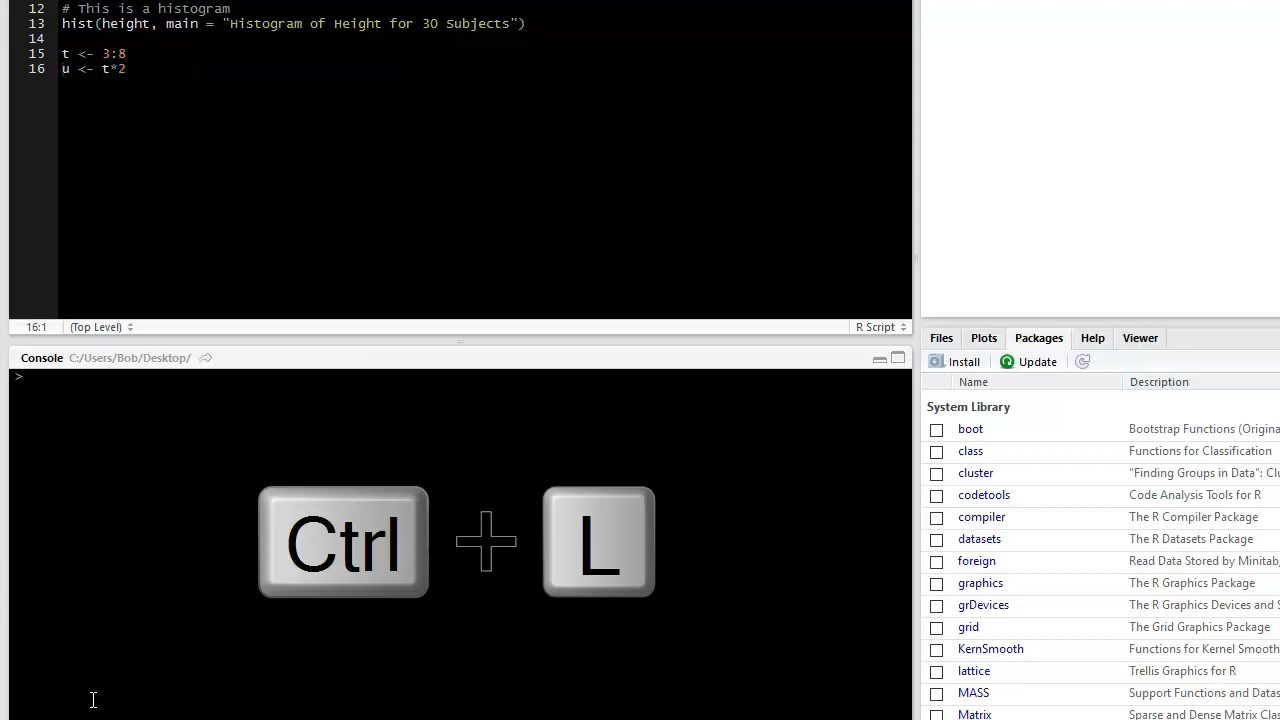 12 # This is a histogram
13 hist(height, main = "Histogram of Height for 30 Subjects")
14
15 t <- 3:8
16 u <- t*2
16:1 (Top Level) R Script
Console C:/Users/Bob/Desktop/
>
Ctrl + L
Files Plots Packages Help Viewer
Install Update
Name Description
System Library
boot Bootstrap Functions (Origina
class Functions for Classification
cluster "Finding Groups in Data": Clu
codetools Code Analysis Tools for R
compiler The R Compiler Package
datasets The R Datasets Package
foreign Read Data Stored by Minitab,
graphics The R Graphics Package
grDevices The R Graphics Devices and S
grid The Grid Graphics Package
KernSmooth Functions for Kernel Smooth
lattice Trellis Graphics for R
MASS Support Functions and Datas
Matrix Sparse and Dense Matrix Clas